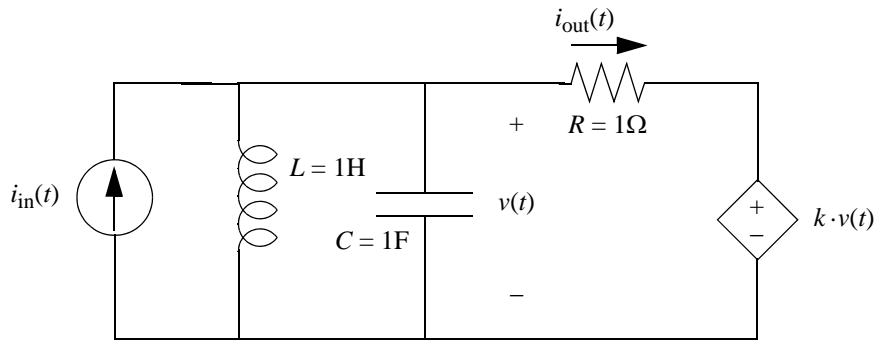 i_out(t)
R = 1Ω
+
L = 1H
i_in(t)
v(t)
+
−
k · v(t)
C = 1F
−